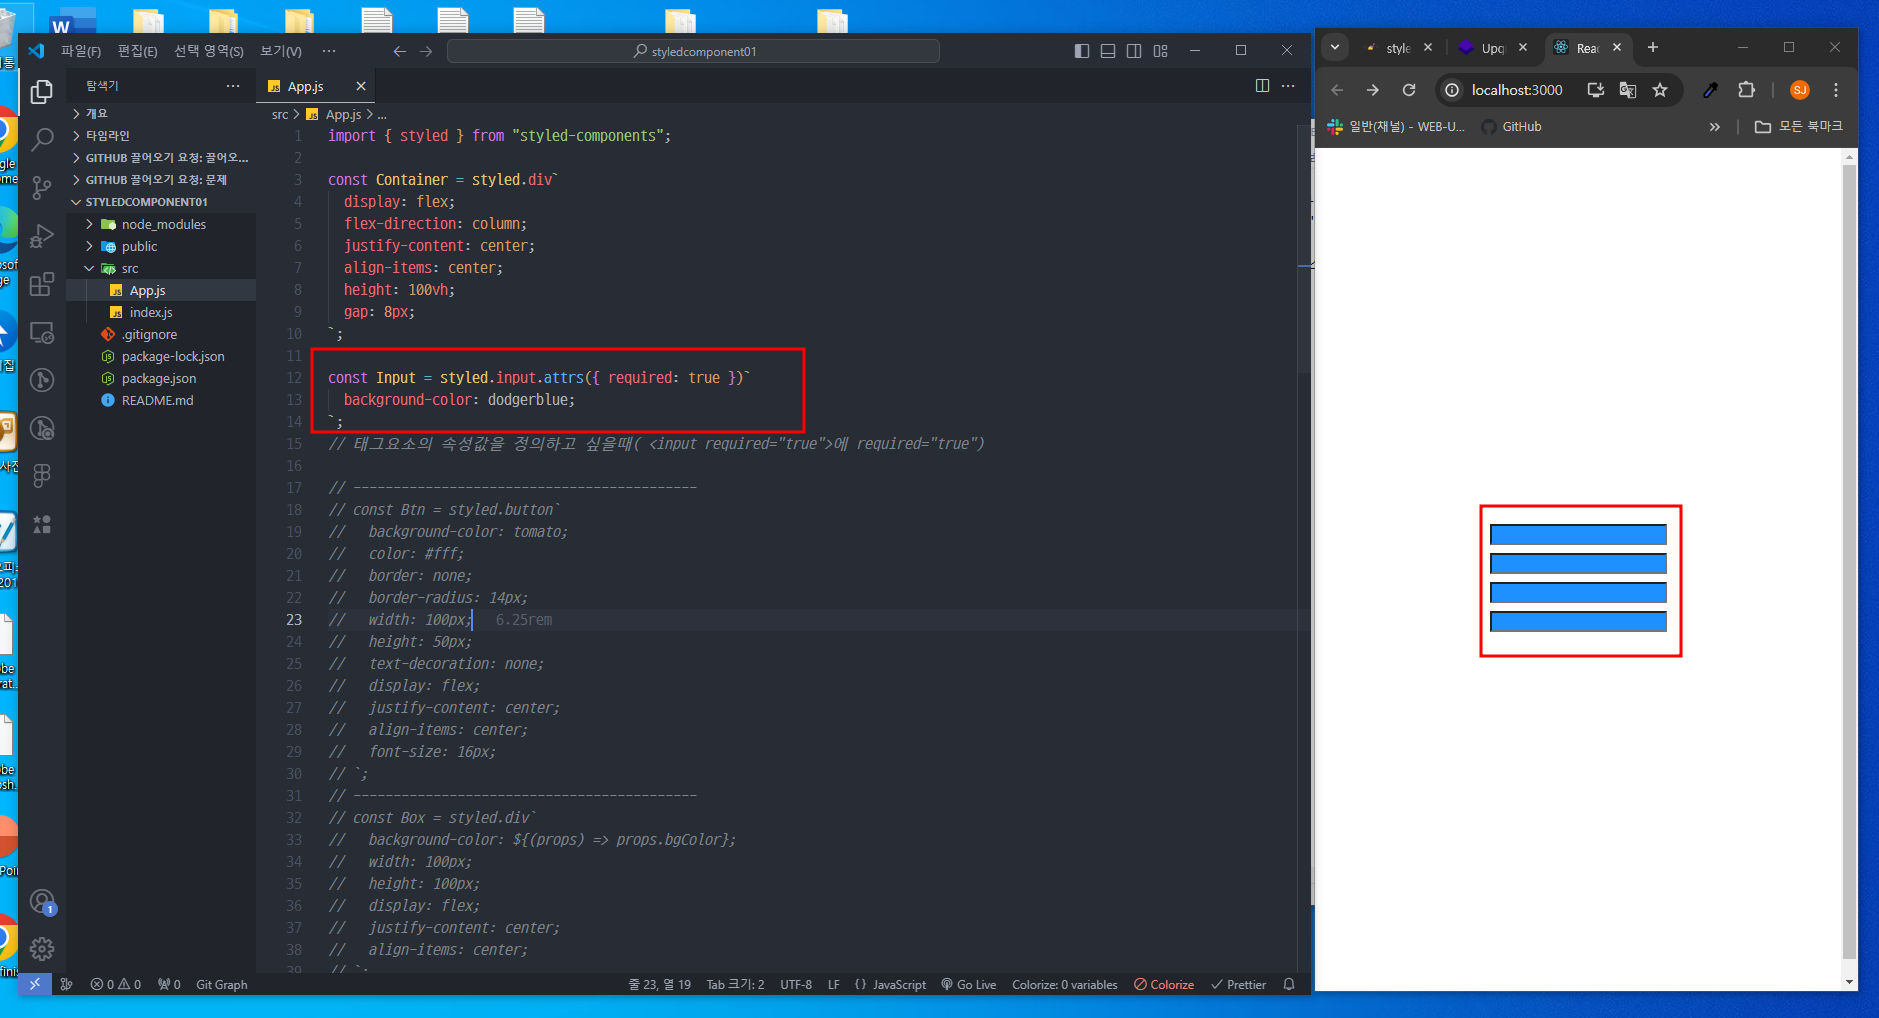 파일(F) 편집(E) 선택 영역(S) 보기(V) ···
styledcomponent01
탐색기 ···
개요
타임라인
GITHUB 끌어오기 요청: 끌어오...
GITHUB 끌어오기 요청: 문제
STYLEDCOMPONENT01
node_modules
public
src
App.js
index.js
.gitignore
package-lock.json
package.json
README.md
App.js
src > App.js > ...
1 import { styled } from "styled-components";
2
3 const Container = styled.div`
4 display: flex;
5 flex-direction: column;
6 justify-content: center;
7 align-items: center;
8 height: 100vh;
9 gap: 8px;
10 `;
11
12 const Input = styled.input.attrs({ required: true })`
13 background-color: dodgerblue;
14 `;
15 // 태그요소의 속성값을 정의하고 싶을때( <input required="true">에 required="true")
16
17 // -------------------------------------------
18 // const Btn = styled.button`
19 //   background-color: tomato;
20 //   color: #fff;
21 //   border: none;
22 //   border-radius: 14px;
23 //   width: 100px; 6.25rem
24 //   height: 50px;
25 //   text-decoration: none;
26 //   display: flex;
27 //   justify-content: center;
28 //   align-items: center;
29 //   font-size: 16px;
30 // `;
31 // -------------------------------------------
32 // const Box = styled.div`
33 //   background-color: ${(props) => props.bgColor};
34 //   width: 100px;
35 //   height: 100px;
36 //   display: flex;
37 //   justify-content: center;
38 //   align-items: center;
39 // `;
1
0 0 0 Git Graph 줄 23, 열 19 Tab 크기: 2 UTF-8 LF {} JavaScript Go Live Colorize: 0 variables Colorize Prettier
style Upg Reac
localhost:3000 SJ
일반(채널) - WEB-U... GitHub » 모든 북마크
W